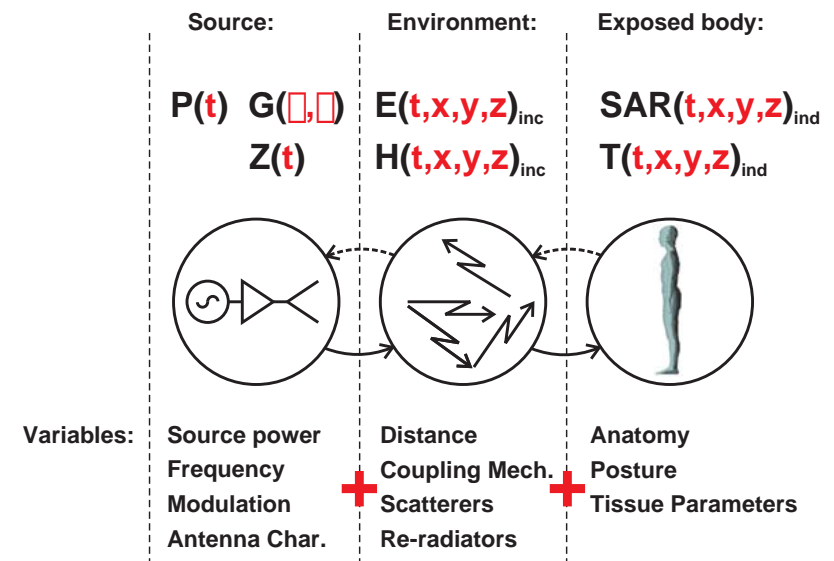 Source:
Environment:
Exposed body:
P(t) G(▯,▯)
E(t,x,y,z)inc
SAR(t,x,y,z)ind
Z(t)
H(t,x,y,z)inc
T(t,x,y,z)ind
Variables:
Source power
Frequency
Modulation
Antenna Char.
Distance
Coupling Mech.
Scatterers
Re-radiators
Anatomy
Posture
Tissue Parameters